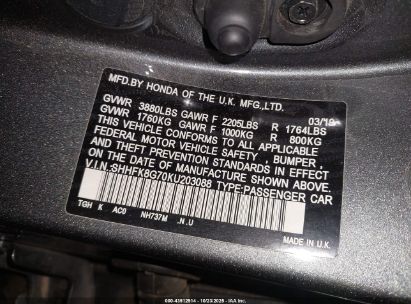 MFD.BY HONDA OF THE U.K. MFG.,LTD.
03/19
GVWR 3880LBS GAWR F 2205LBS R 1764LBS
GVWR 1760KG GAWR F 1000KG R 800KG
THIS VEHICLE CONFORMS TO ALL APPLICABLE
FEDERAL MOTOR VEHICLE SAFETY , BUMPER,
AND THEFT PREVENTION STANDARDS IN EFFECT
ON THE DATE OF MANUFACTURE SHOWN ABOVE.
V.I.N.:SHHFK8G70KU203088 TYPE:PASSENGER CAR
TGH K AC0 NH737M .N.U
MADE IN U.K.
000-43912914 - 10/23/2025 - IAA Inc.